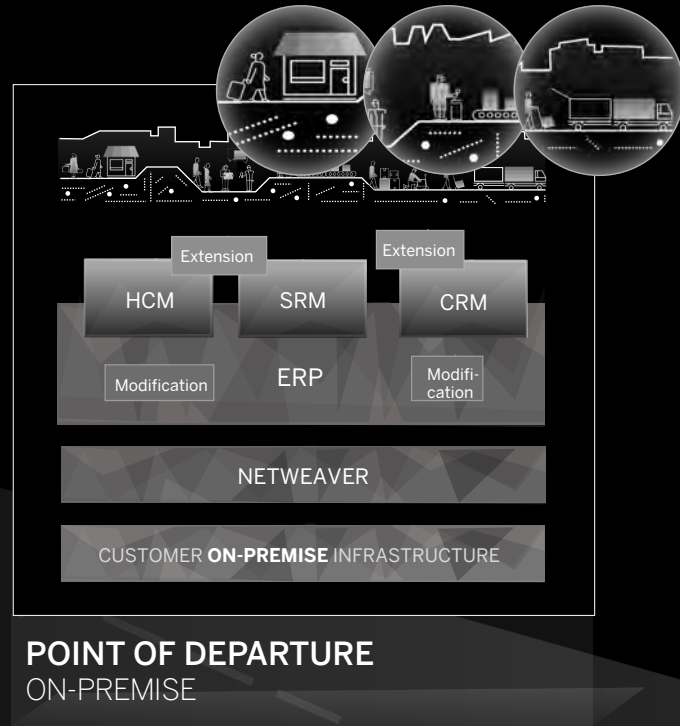 Extension
Extension
HCM
SRM
CRM
Modification
ERP
Modifi-
cation
NETWEAVER
CUSTOMER ON-PREMISE INFRASTRUCTURE
POINT OF DEPARTURE
ON-PREMISE